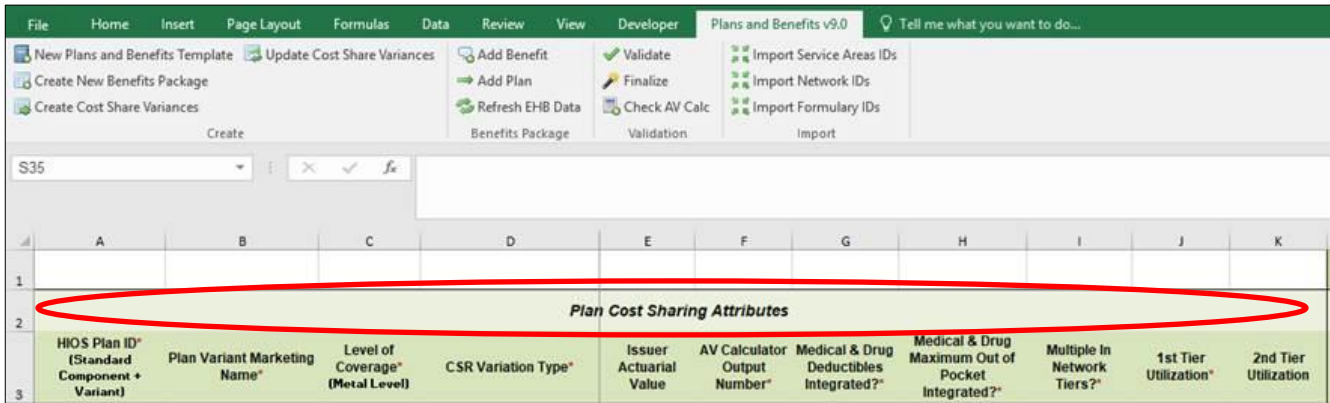 File Home Insert Page Layout Formulas Data Review View Developer Plans and Benefits v9.0 Tell me what you want to do...
New Plans and Benefits Template Update Cost Share Variances Add Benefit Validate Import Service Areas IDs
Create New Benefits Package Add Plan Finalize Import Network IDs
Create Cost Share Variances Refresh EHB Data Check AV Calc Import Formulary IDs
Create Benefits Package Validation Import
S35 fx
A B C D E F G H I J K
1
2 Plan Cost Sharing Attributes
HIOS Plan ID*
(Standard
Component +
Variant)
Plan Variant Marketing
Name*
Level of
Coverage*
(Metal Level)
CSR Variation Type*
Issuer
Actuarial
Value
AV Calculator
Output
Number*
Medical & Drug
Deductibles
Integrated?*
Medical & Drug
Maximum Out of
Pocket
Integrated?*
Multiple In
Network
Tiers?*
1st Tier
Utilization*
2nd Tier
Utilization
3